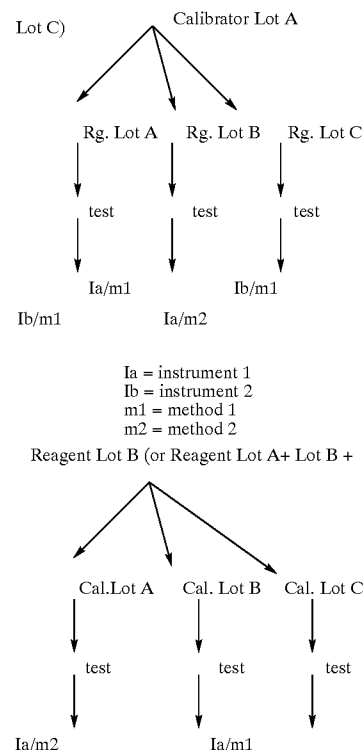 Calibrator Lot A
Lot C)
Rg. Lot A Rg. Lot B Rg. Lot C
test test test
Ia/m1 Ib/m1
Ib/m1 Ia/m2
Ia = instrument 1
Ib = instrument 2
m1 = method 1
m2 = method 2
Reagent Lot B (or Reagent Lot A+ Lot B +
Cal.Lot A Cal. Lot B Cal. Lot C
test test test
Ia/m2 Ia/m1